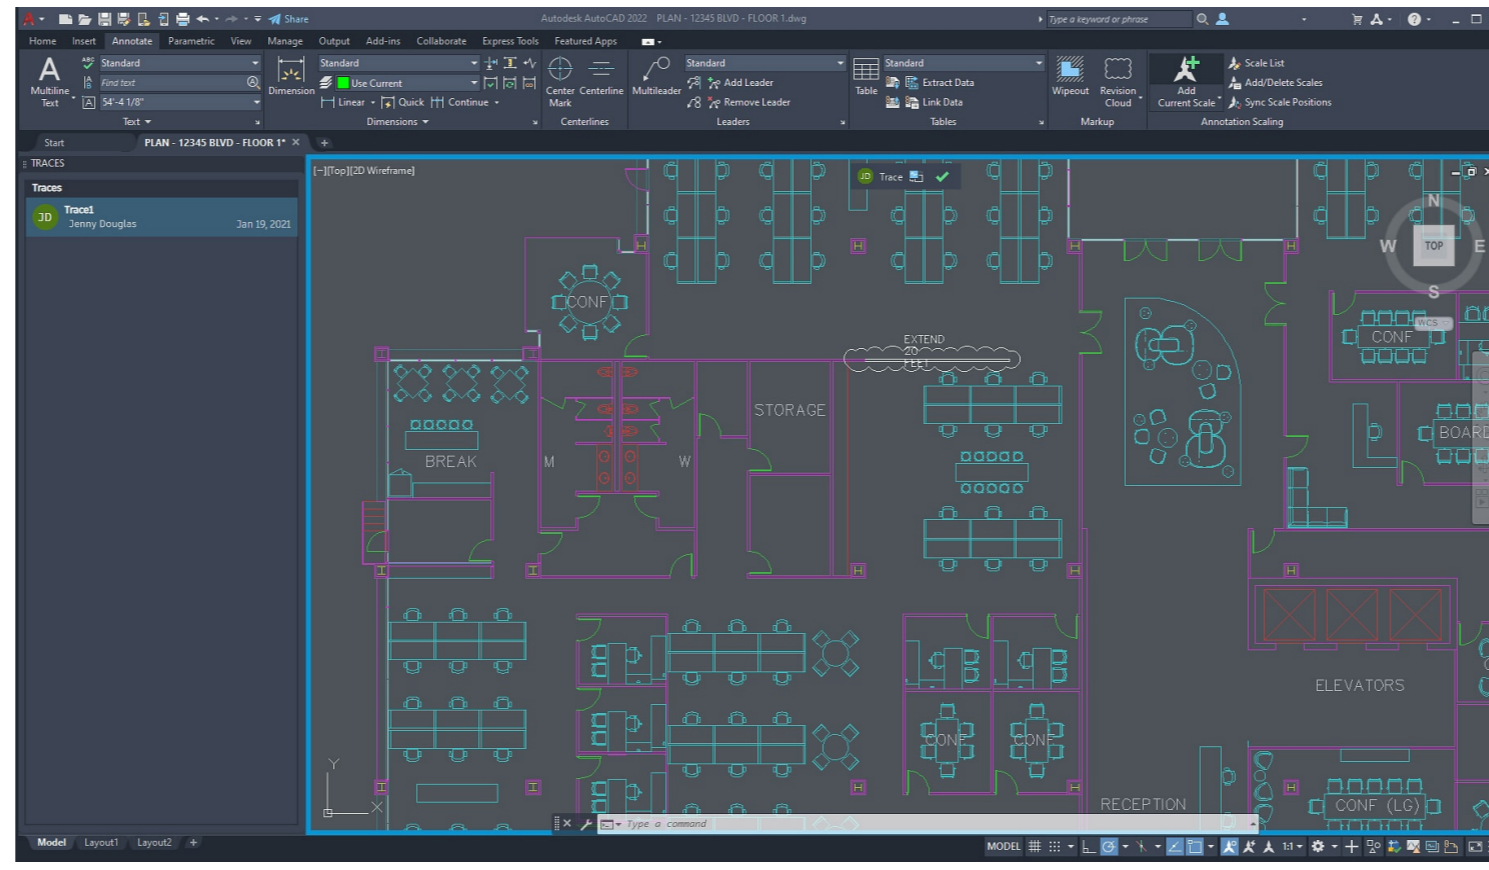 Share
Autodesk AutoCAD 2022 PLAN - 12345 BLVD - FLOOR 1.dwg
Type a keyword or phrase
Home Insert Annotate Parametric View Manage Output Add-ins Collaborate Express Tools Featured Apps
A Multiline Text
ABC Standard
Find text
54'-4 1/8"
Text
Dimension
Standard
Use Current
Linear Quick Continue
Dimensions
Center Mark
Centerline
Centerlines
Multileader
Standard
Add Leader
Remove Leader
Leaders
Table
Standard
Extract Data
Link Data
Tables
Wipeout
Revision Cloud
Markup
Add Current Scale
Scale List
Add/Delete Scales
Sync Scale Positions
Annotation Scaling
Start PLAN - 12345 BLVD - FLOOR 1*
TRACES
Traces
JD Trace1
Jenny Douglas Jan 19, 2021
[-][Top][2D Wireframe]
JD Trace
N
W TOP E
S
WCS
CONF
EXTEND
20
FEET
CONF
STORAGE
BOARD
BREAK
M W
ELEVATORS
CONF CONF
RECEPTION CONF (LG)
Y
X
Type a command
Model Layout1 Layout2 +
MODEL 1:1